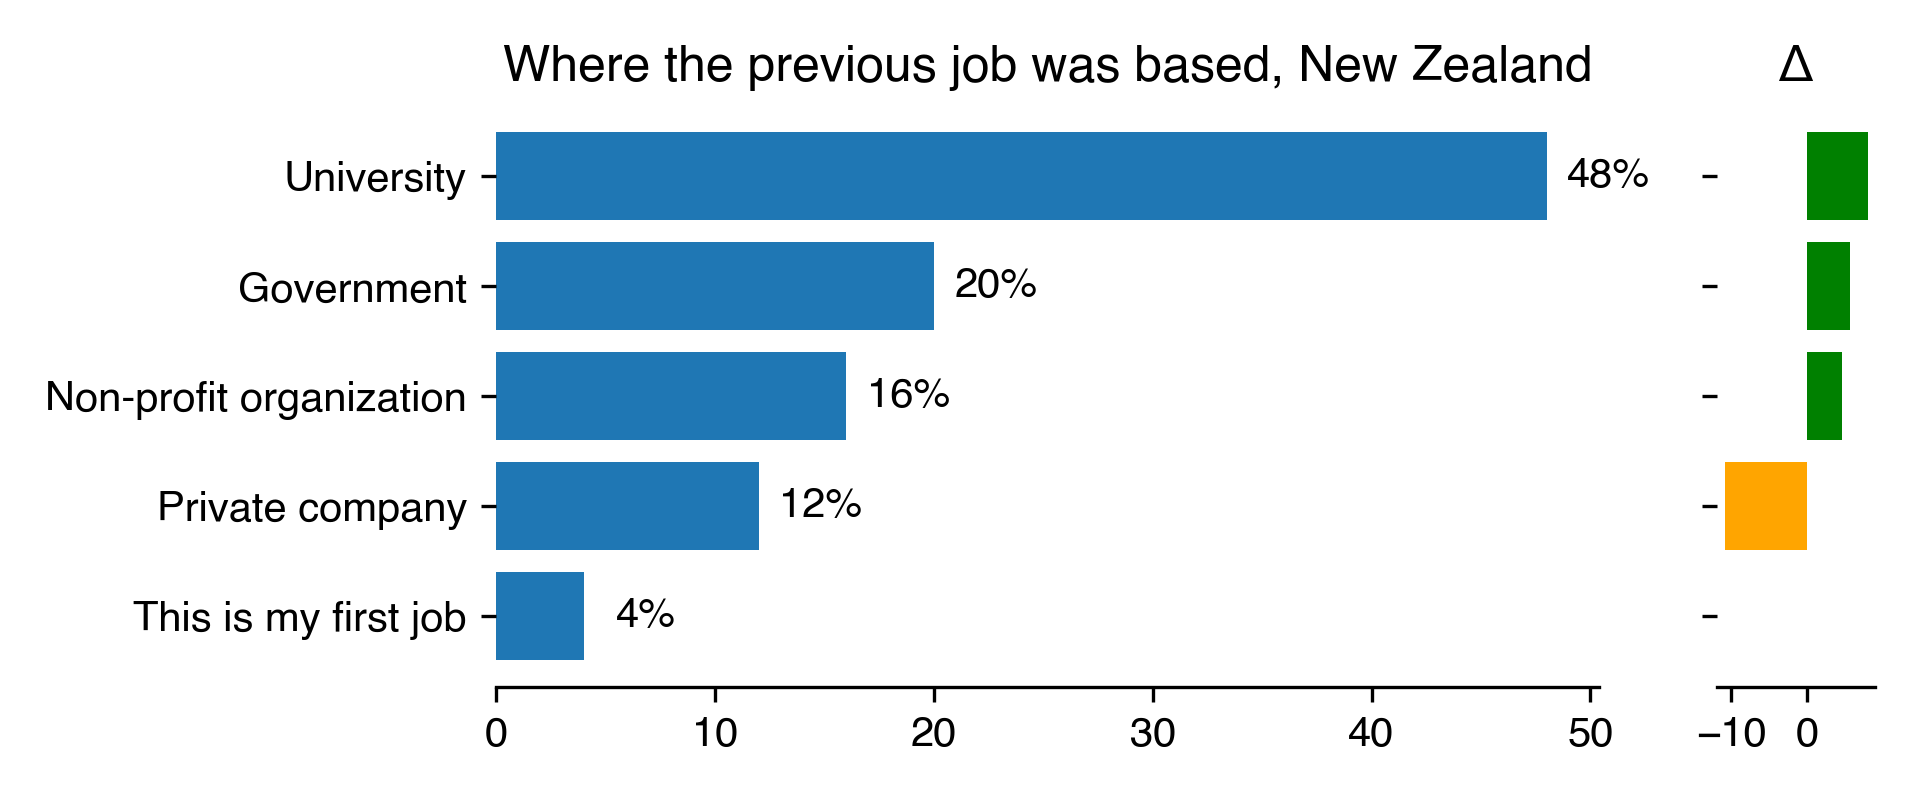 Where the previous job was based, New Zealand
Δ
University
48%
Government
20%
Non-profit organization
16%
Private company
12%
This is my first job
4%
0 10 20 30 40 50
−10 0